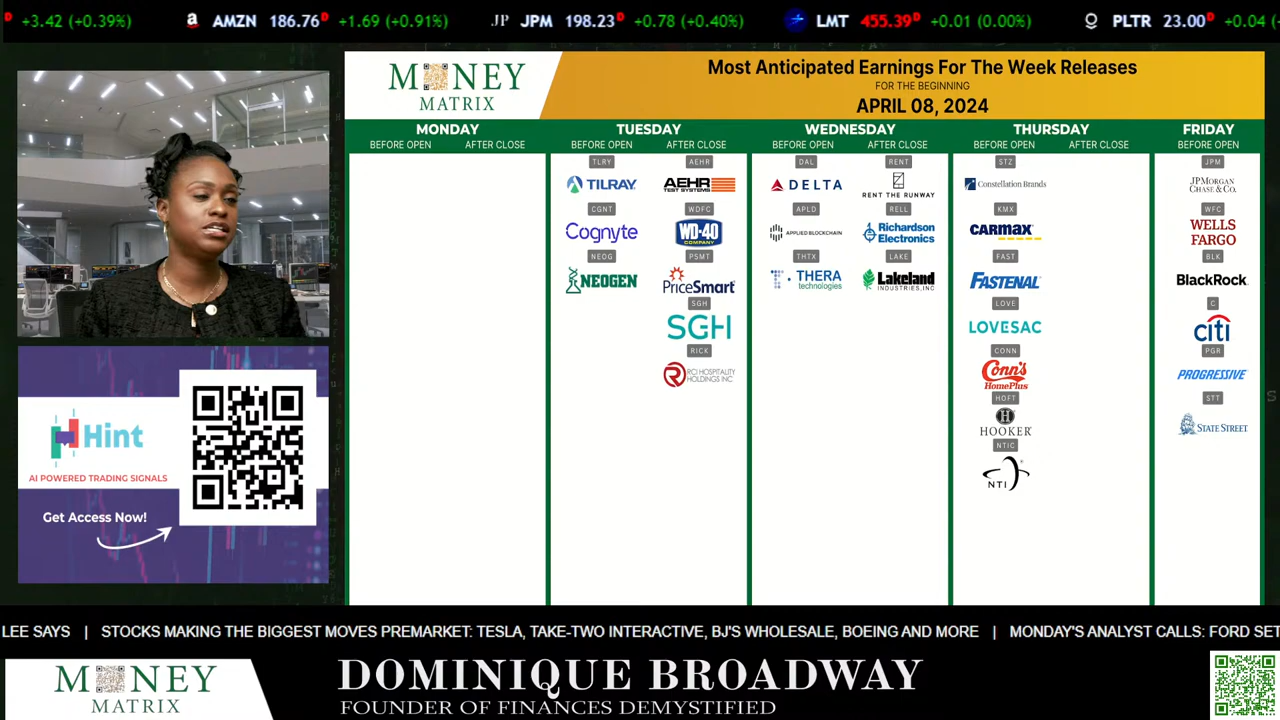 +3.42 (+0.39%) AMZN 186.76 D +1.69 (+0.91%) JP JPM 198.23 D +0.78 (+0.40%) LMT 455.39 D +0.01 (0.00%) PLTR 23.00 D +0.04
MONEY
MATRIX
Most Anticipated Earnings For The Week Releases
FOR THE BEGINNING
APRIL 08, 2024
MONDAY TUESDAY WEDNESDAY THURSDAY FRIDAY
BEFORE OPEN AFTER CLOSE BEFORE OPEN AFTER CLOSE BEFORE OPEN AFTER CLOSE BEFORE OPEN AFTER CLOSE BEFORE OPEN
TLRY
TILRAY
CGNT
Cognyte
NEOG
NEOGEN
AEHR
AEHR
TEST SYSTEMS
WDFC
WD-40
COMPANY
PSMT
PriceSmart
SGH
SGH
RICK
RCI HOSPITALITY
HOLDINGS INC
DAL
DELTA
APLD
APPLIED BLOCKCHAIN
THTX
THERA
technologies
RENT
RENT THE RUNWAY
RELL
Richardson
Electronics
LAKE
Lakeland
INDUSTRIES, INC
STZ
Constellation Brands
KMX
CARMAX
FAST
FASTENAL
LOVE
LOVESAC
CONN
Conn's
HomePlus
HOFT
H
HOOKER
NTIC
NTI
JPM
JPMORGAN
CHASE & CO.
WFC
WELLS
FARGO
BLK
BlackRock.
C
citi
PGR
PROGRESSIVE
STT
STATE STREET
Hint
AI POWERED TRADING SIGNALS
Get Access Now!
LEE SAYS | STOCKS MAKING THE BIGGEST MOVES PREMARKET: TESLA, TAKE-TWO INTERACTIVE, BJ'S WHOLESALE, BOEING AND MORE | MONDAY'S ANALYST CALLS: FORD SET
MONEY
MATRIX
DOMINIQUE BROADWAY
FOUNDER OF FINANCES DEMYSTIFIED